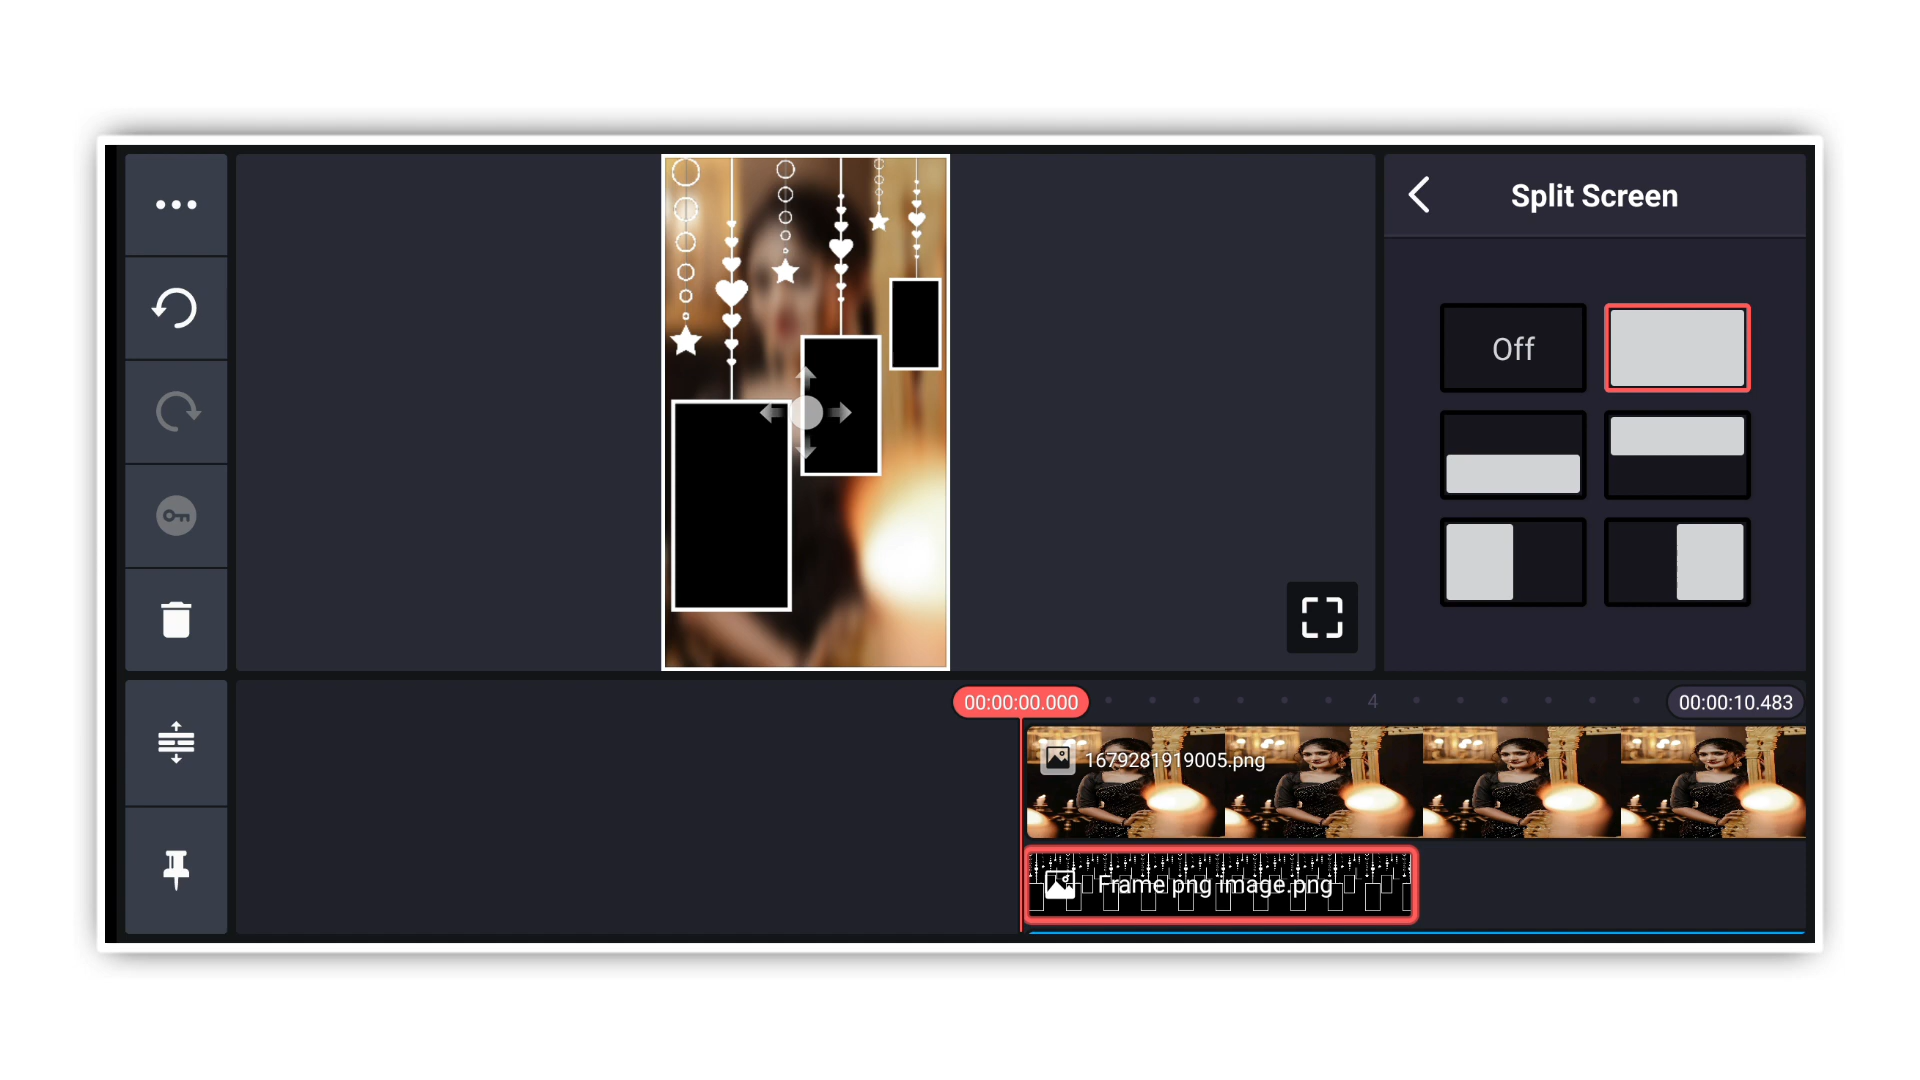 Split Screen
Off
00:00:00.000
4
00:00:10.483
1679281919005.png
Frame png image.png